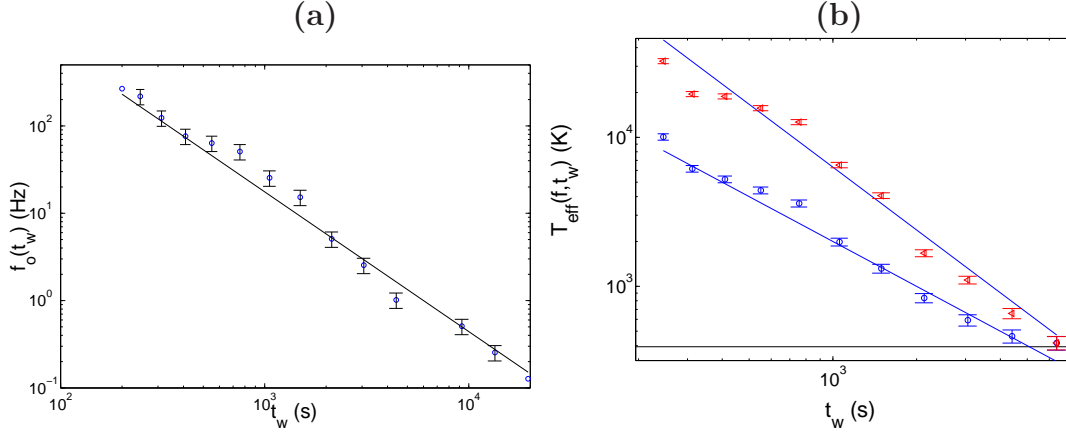 (a)
(b)
f_o(t_w) (Hz)
10^2
10^1
10^0
10^-1
10^2
10^3
10^4
t_w (s)
T_eff(f,t_w) (K)
10^4
10^3
10^3
t_w (s)